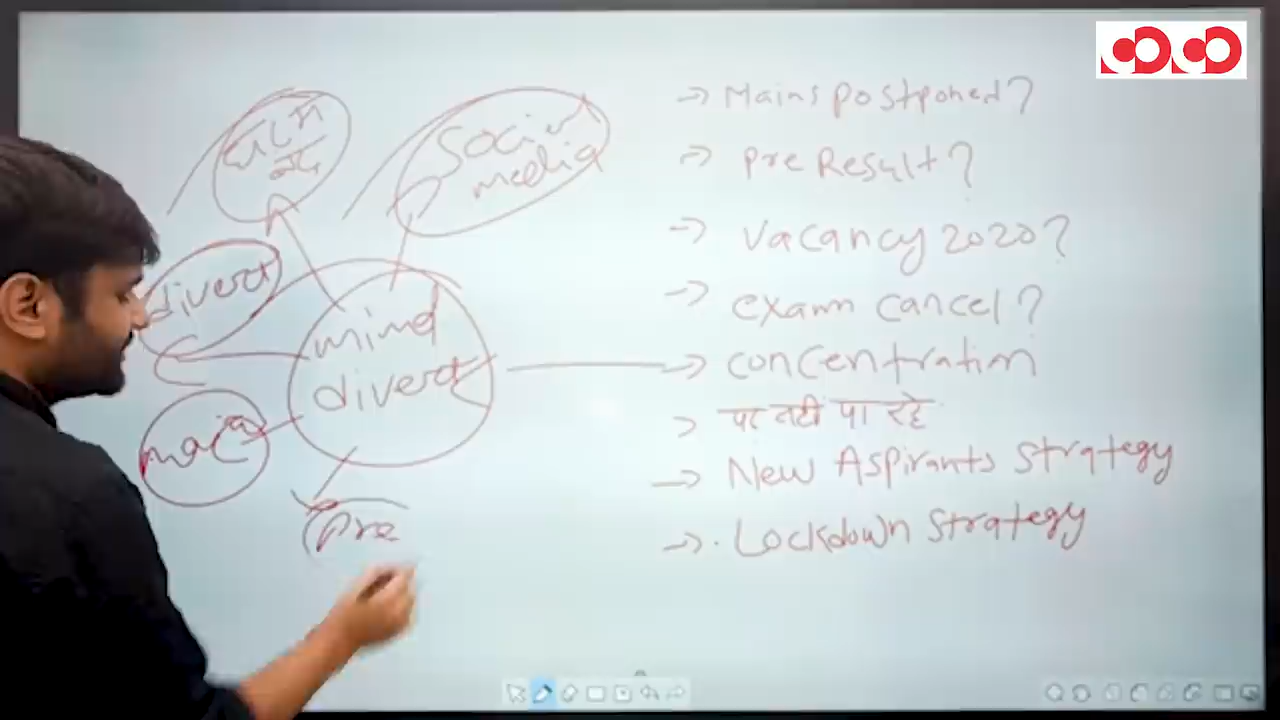 Social
media
divert
mind
divert
Pre
→ Mains postponed?
→ Pre Result?
→ Vacancy 2020?
→ exam cancel?
→ concentration
→ पढ नही पा रहे
→ New Aspirants strategy
→ Lockdown strategy